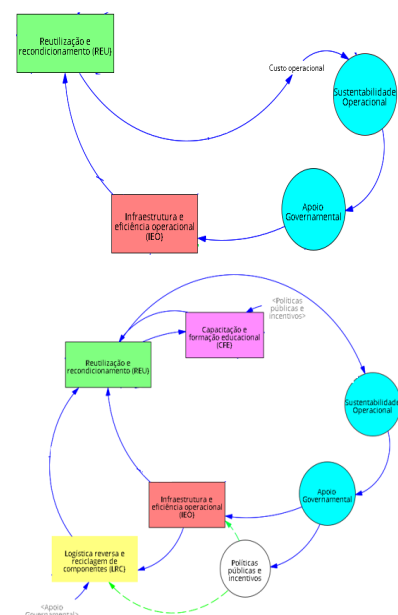 Reutilização e
recondicionamento (REU)
Custo operacional
Sustentabilidade
Operacional
Apoio
Governamental
Infraestrutura e
eficiência operacional
(IEO)
<Políticas
públicas e
incentivos>
Capacitação e
formação educacional
(CFE)
Reutilização e
recondicionamento (REU)
Sustentabilidade
Operacional
Apoio
Governamental
Infraestrutura e
eficiência operacional
(IEO)
Logística reversa e
reciclagem de
componentes (LRC)
Políticas
públicas e
incentivos
<Apoio
Governamental>